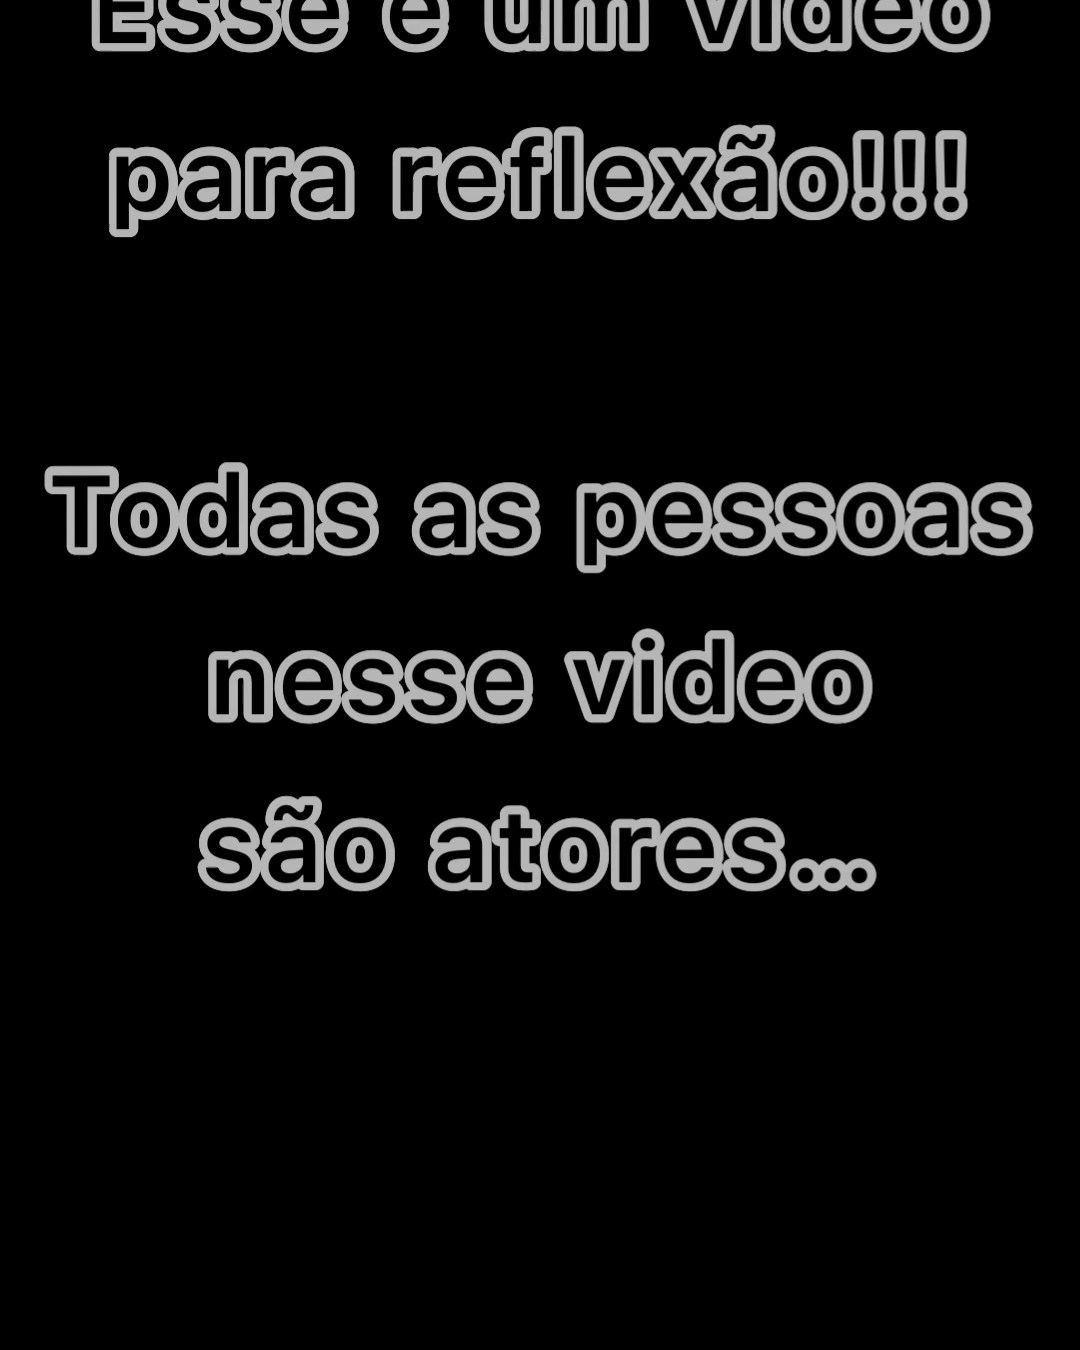 Esse é um video
para reflexão!!!
Todas as pessoas
nesse video
são atores...